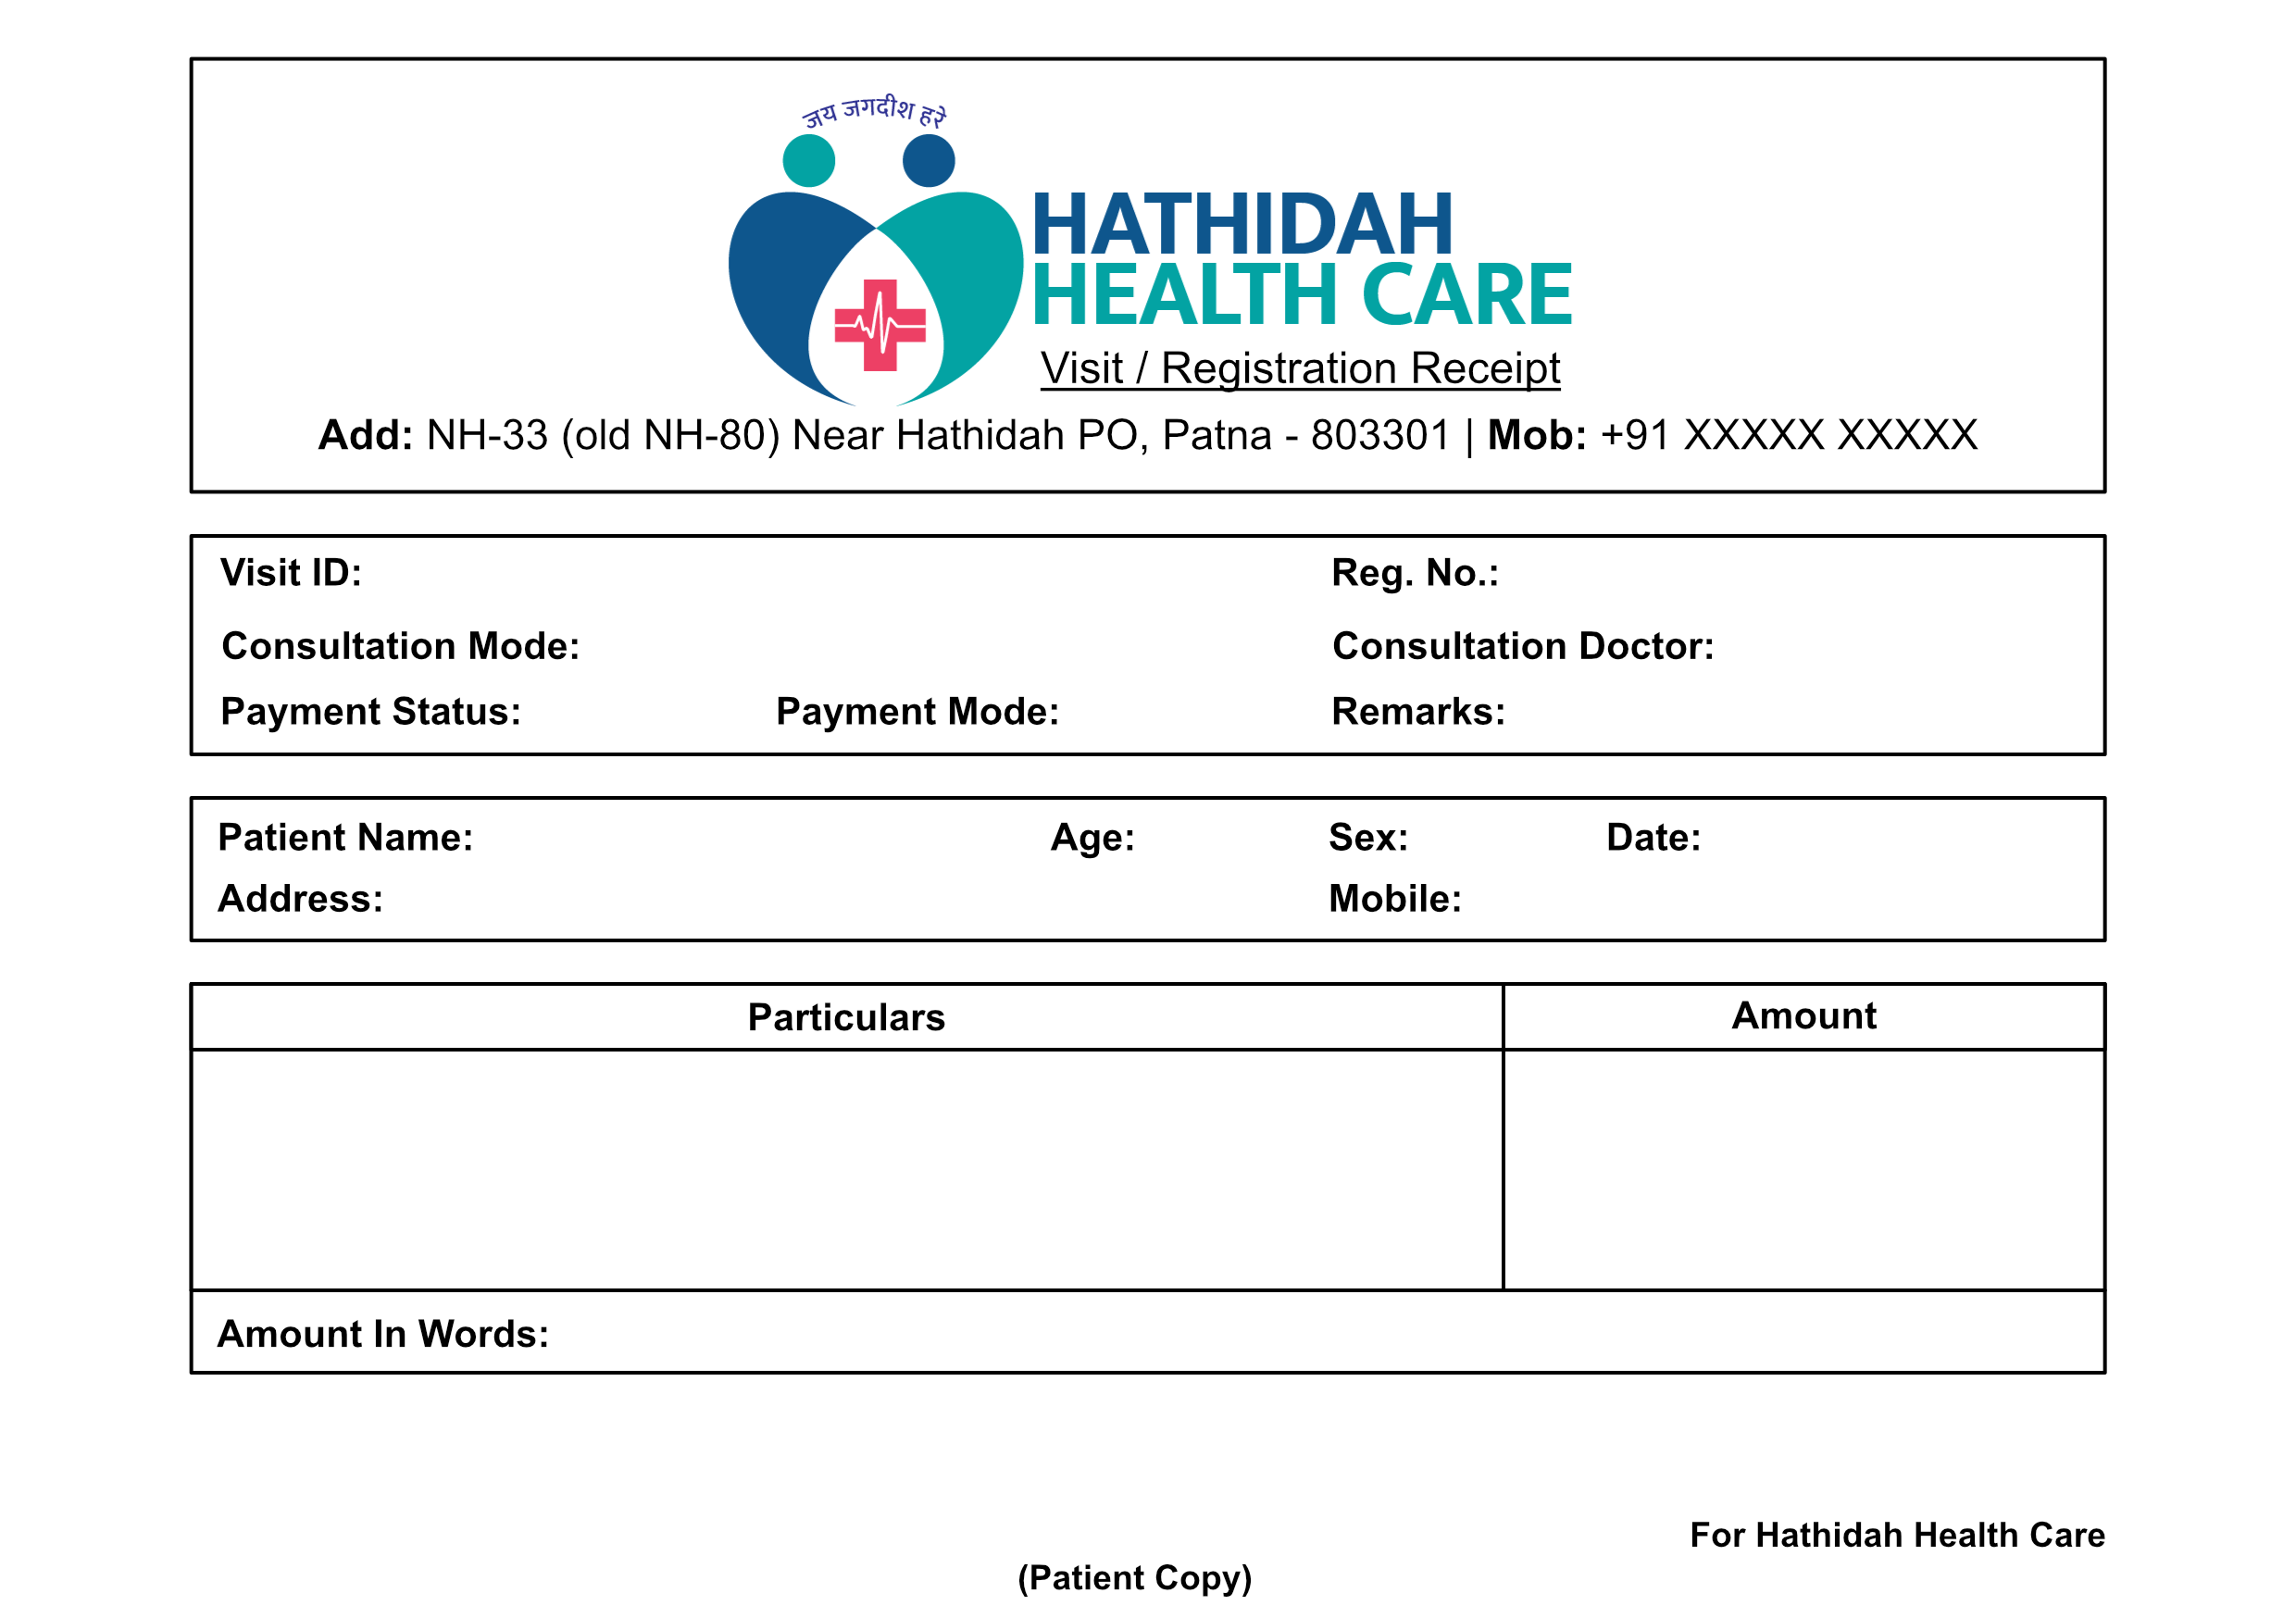 जय जगदीश हरे
HATHIDAH
HEALTH CARE
Visit / Registration Receipt
Add: NH-33 (old NH-80) Near Hathidah PO, Patna - 803301 | Mob: +91 XXXXX XXXXX
Visit ID: Reg. No.:
Consultation Mode: Consultation Doctor:
Payment Status: Payment Mode: Remarks:
Patient Name: Age: Sex: Date:
Address: Mobile:
Particulars Amount
Amount In Words:
For Hathidah Health Care
(Patient Copy)